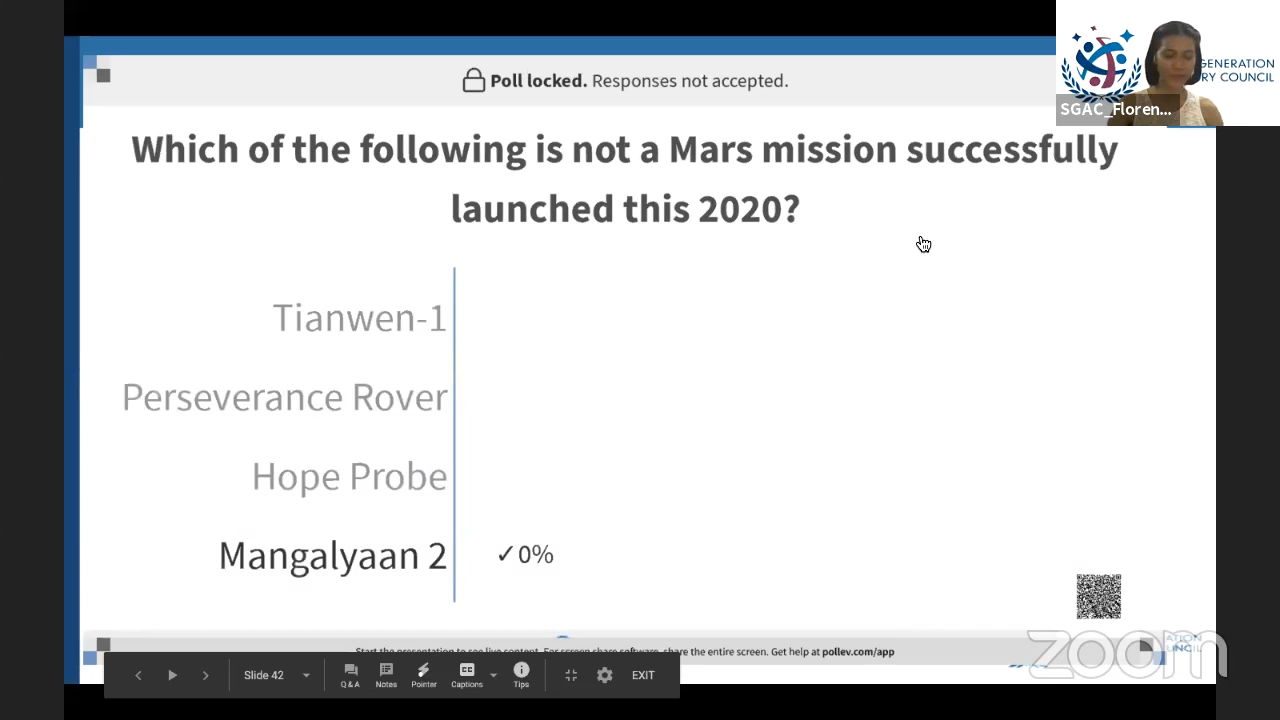 Poll locked. Responses not accepted.
GENERATION
RY COUNCIL
SGAC_Floren...
Which of the following is not a Mars mission successfully
launched this 2020?
Tianwen-1
Perseverance Rover
Hope Probe
Mangalyaan 2
✓0%
Start the presentation to see live content. For screen share software, share the entire screen. Get help at pollev.com/app
Slide 42
Q&A
Notes
Pointer
Captions
Tips
EXIT
zoom